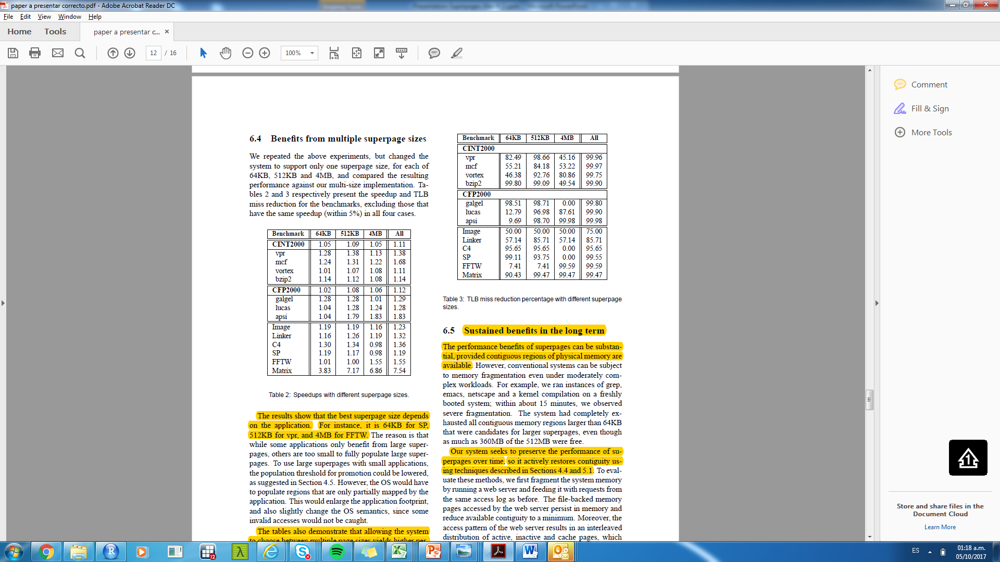 paper a presentar correcto.pdf - Adobe Acrobat Reader DC
File Edit View Window Help
Home Tools paper a presentar c... ×
12 / 16 100%
6.4 Benefits from multiple superpage sizes
We repeated the above experiments, but changed the
system to support only one superpage size, for each of
64KB, 512KB and 4MB, and compared the resulting
performance against our multi-size implementation. Ta-
bles 2 and 3 respectively present the speedup and TLB
miss reduction for the benchmarks, excluding those that
have the same speedup (within 5%) in all four cases.
Benchmark 64KB 512KB 4MB All
CINT2000 1.05 1.09 1.05 1.11
vpr 1.28 1.38 1.13 1.38
mcf 1.24 1.31 1.22 1.68
vortex 1.01 1.07 1.08 1.11
bzip2 1.14 1.12 1.08 1.14
CFP2000 1.02 1.08 1.06 1.12
galgel 1.28 1.28 1.01 1.29
lucas 1.04 1.28 1.24 1.28
apsi 1.04 1.79 1.83 1.83
Image 1.19 1.19 1.16 1.23
Linker 1.16 1.26 1.19 1.32
C4 1.30 1.34 0.98 1.36
SP 1.19 1.17 0.98 1.19
FFTW 1.01 1.00 1.55 1.55
Matrix 3.83 7.17 6.86 7.54
Table 2: Speedups with different superpage sizes.
The results show that the best superpage size depends
on the application. For instance, it is 64KB for SP,
512KB for vpr, and 4MB for FFTW. The reason is that
while some applications only benefit from large super-
pages, others are too small to fully populate large super-
pages. To use large superpages with small applications,
the population threshold for promotion could be lowered,
as suggested in Section 4.5. However, the OS would have
to populate regions that are only partially mapped by the
application. This would enlarge the application footprint,
and also slightly change the OS semantics, since some
invalid accesses would not be caught.
The tables also demonstrate that allowing the system
to choose between multiple page sizes yields higher per-
Benchmark 64KB 512KB 4MB All
CINT2000
vpr 82.49 98.66 45.16 99.96
mcf 55.21 84.18 53.22 99.97
vortex 46.38 92.76 80.86 99.75
bzip2 99.80 99.09 49.54 99.90
CFP2000
galgel 98.51 98.71 0.00 99.80
lucas 12.79 96.98 87.61 99.90
apsi 9.69 98.70 99.98 99.98
Image 50.00 50.00 50.00 75.00
Linker 57.14 85.71 57.14 85.71
C4 95.65 95.65 0.00 95.65
SP 99.11 93.75 0.00 99.55
FFTW 7.41 7.41 99.59 99.59
Matrix 90.43 99.47 99.47 99.47
Table 3: TLB miss reduction percentage with different superpage
sizes.
6.5 Sustained benefits in the long term
The performance benefits of superpages can be substan-
tial, provided contiguous regions of physical memory are
available. However, conventional systems can be subject
to memory fragmentation even under moderately com-
plex workloads. For example, we ran instances of grep,
emacs, netscape and a kernel compilation on a freshly
booted system; within about 15 minutes, we observed
severe fragmentation. The system had completely ex-
hausted all contiguous memory regions larger than 64KB
that were candidates for larger superpages, even though
as much as 360MB of the 512MB were free.
Our system seeks to preserve the performance of su-
perpages over time, so it actively restores contiguity us-
ing techniques described in Sections 4.4 and 5.1. To eval-
uate these methods, we first fragment the system memory
by running a web server and feeding it with requests from
the same access log as before. The file-backed memory
pages accessed by the web server persist in memory and
reduce available contiguity to a minimum. Moreover, the
access pattern of the web server results in an interleaved
distribution of active, inactive and cache pages, which
Comment
Fill & Sign
More Tools
1
Store and share files in the
Document Cloud
Learn More
12
ES
01:18 a.m.
05/10/2017